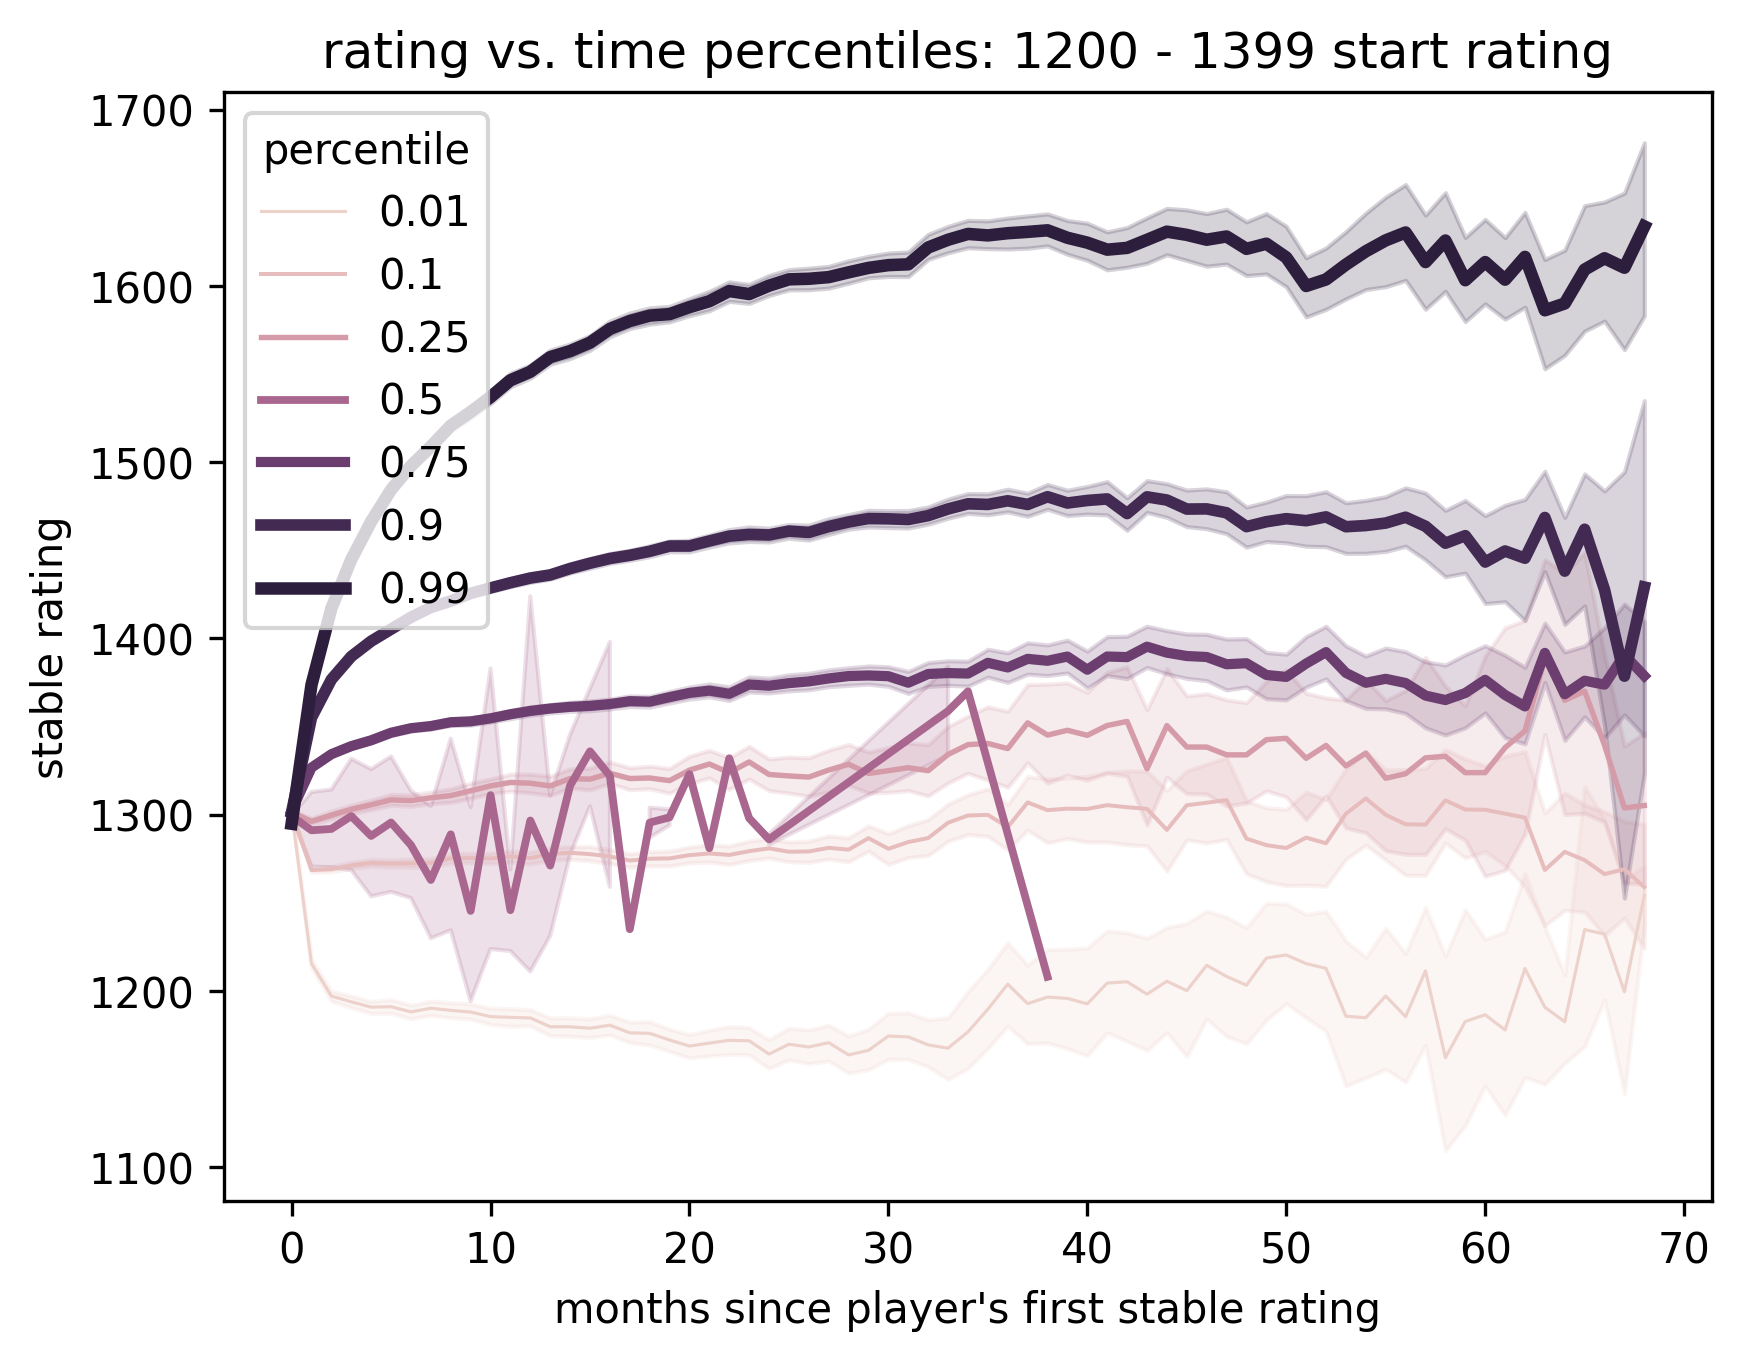 rating vs. time percentiles: 1200 - 1399 start rating
1700
1600
1500
1400
1300
1200
1100
stable rating
percentile
0.01
0.1
0.25
0.5
0.75
0.9
0.99
0 10 20 30 40 50 60 70
months since player's first stable rating